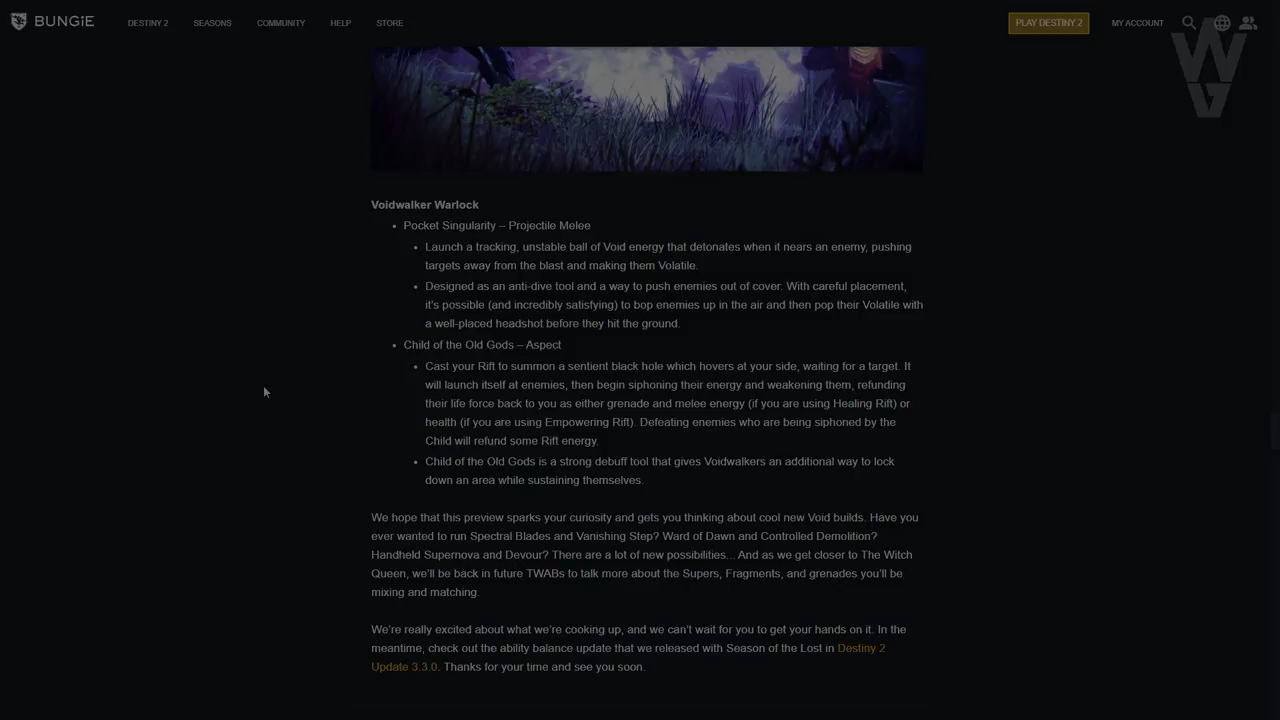 BUNGiE DESTINY 2 SEASONS COMMUNITY HELP STORE PLAY DESTINY 2 MY ACCOUNT
WG
Voidwalker Warlock
• Pocket Singularity – Projectile Melee
• Launch a tracking, unstable ball of Void energy that detonates when it nears an enemy, pushing
targets away from the blast and making them Volatile.
• Designed as an anti-dive tool and a way to push enemies out of cover. With careful placement,
it's possible (and incredibly satisfying) to bop enemies up in the air and then pop their Volatile with
a well-placed headshot before they hit the ground.
• Child of the Old Gods – Aspect
• Cast your Rift to summon a sentient black hole which hovers at your side, waiting for a target. It
will launch itself at enemies, then begin siphoning their energy and weakening them, refunding
their life force back to you as either grenade and melee energy (if you are using Healing Rift) or
health (if you are using Empowering Rift). Defeating enemies who are being siphoned by the
Child will refund some Rift energy.
• Child of the Old Gods is a strong debuff tool that gives Voidwalkers an additional way to lock
down an area while sustaining themselves.
We hope that this preview sparks your curiosity and gets you thinking about cool new Void builds. Have you
ever wanted to run Spectral Blades and Vanishing Step? Ward of Dawn and Controlled Demolition?
Handheld Supernova and Devour? There are a lot of new possibilities... And as we get closer to The Witch
Queen, we'll be back in future TWABs to talk more about the Supers, Fragments, and grenades you'll be
mixing and matching.
We're really excited about what we're cooking up, and we can't wait for you to get your hands on it. In the
meantime, check out the ability balance update that we released with Season of the Lost in Destiny 2
Update 3.3.0. Thanks for your time and see you soon.